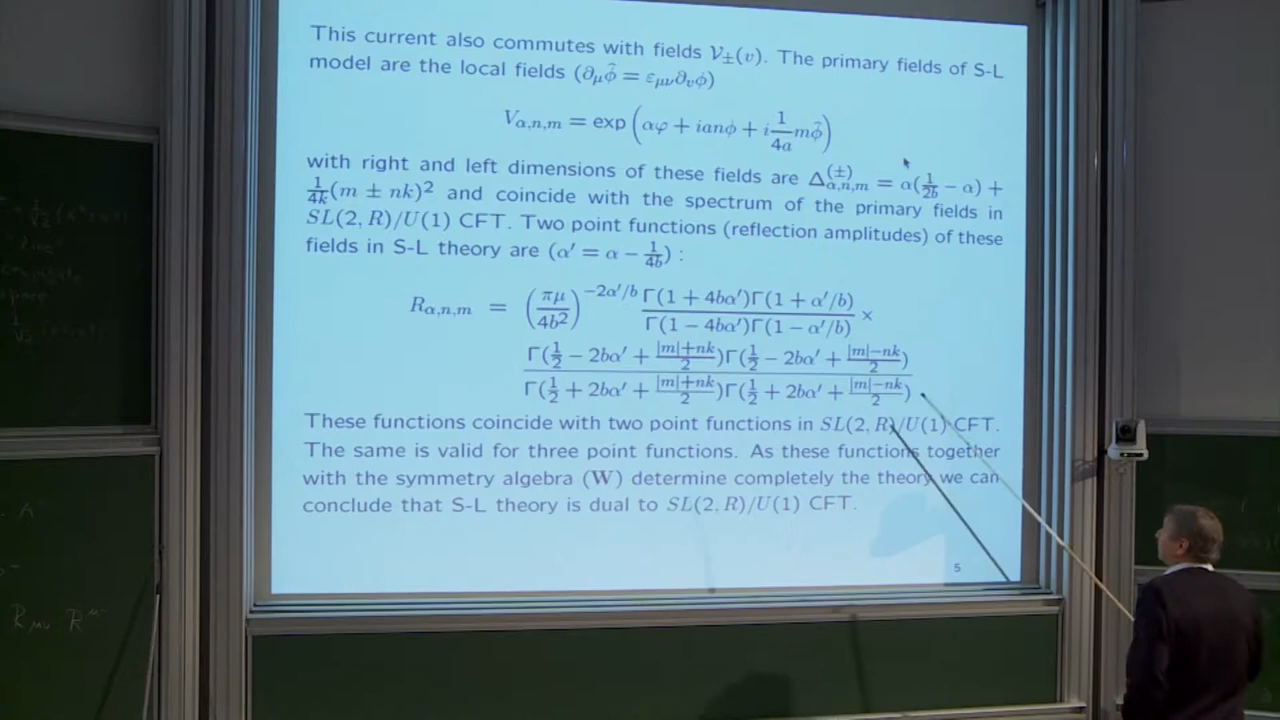 This current also commutes with fields V±(v). The primary fields of S-L
model are the local fields (∂μφ̃ = εμν∂νφ)
Vα,n,m = exp(αφ + ianϕ + i 1/4a mϕ̃)
with right and left dimensions of these fields are Δ(±)α,n,m = α(1/2b − α) +
1/4k(m ± nk)² and coincide with the spectrum of the primary fields in
SL(2,R)/U(1) CFT. Two point functions (reflection amplitudes) of these
fields in S-L theory are (α′ = α − 1/4b) :
Rα,n,m = (πμ/4b²)^−2α′/b Γ(1 + 4bα′)Γ(1 + α′/b) / Γ(1 − 4bα′)Γ(1 − α′/b) ×
Γ(1/2 − 2bα′ + |m|+nk/2)Γ(1/2 − 2bα′ + |m|−nk/2)
Γ(1/2 + 2bα′ + |m|+nk/2)Γ(1/2 + 2bα′ + |m|−nk/2)
These functions coincide with two point functions in SL(2,R)/U(1) CFT.
The same is valid for three point functions. As these functions together
with the symmetry algebra (W) determine completely the theory we can
conclude that S-L theory is dual to SL(2,R)/U(1) CFT.
5